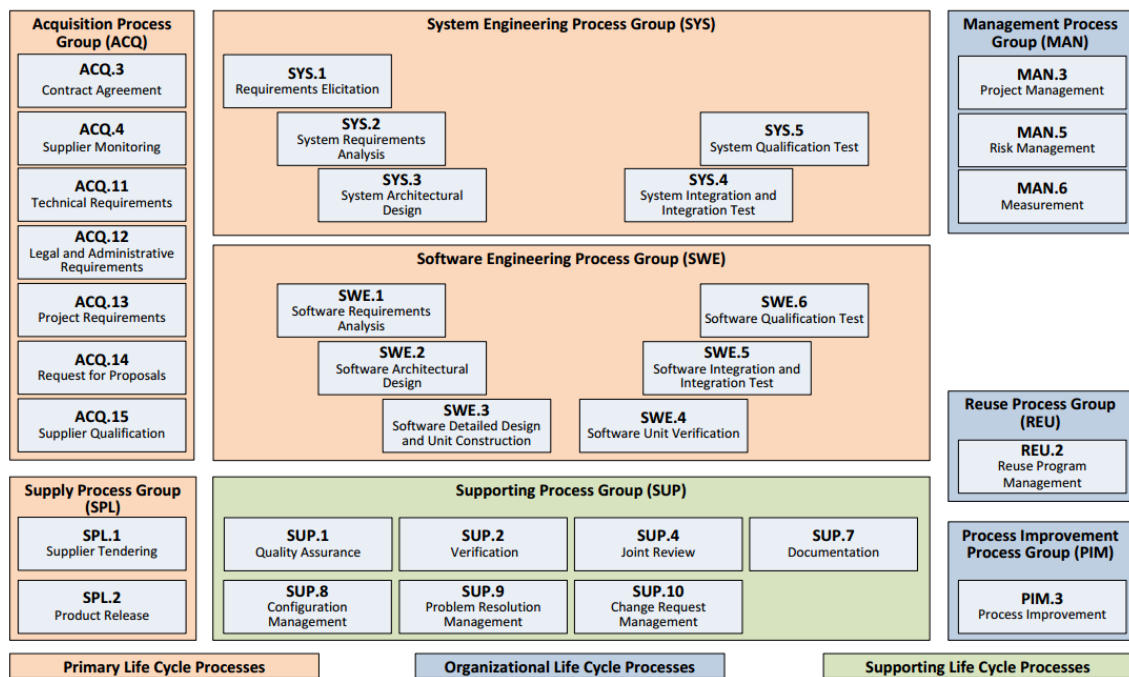 Acquisition Process
Group (ACQ)
ACQ.3
Contract Agreement
ACQ.4
Supplier Monitoring
ACQ.11
Technical Requirements
ACQ.12
Legal and Administrative
Requirements
ACQ.13
Project Requirements
ACQ.14
Request for Proposals
ACQ.15
Supplier Qualification
System Engineering Process Group (SYS)
SYS.1
Requirements Elicitation
SYS.2
System Requirements
Analysis
SYS.3
System Architectural
Design
SYS.5
System Qualification Test
SYS.4
System Integration and
Integration Test
Software Engineering Process Group (SWE)
SWE.1
Software Requirements
Analysis
SWE.2
Software Architectural
Design
SWE.3
Software Detailed Design
and Unit Construction
SWE.6
Software Qualification Test
SWE.5
Software Integration and
Integration Test
SWE.4
Software Unit Verification
Management Process
Group (MAN)
MAN.3
Project Management
MAN.5
Risk Management
MAN.6
Measurement
Reuse Process Group
(REU)
REU.2
Reuse Program
Management
Supply Process Group
(SPL)
SPL.1
Supplier Tendering
SPL.2
Product Release
Supporting Process Group (SUP)
SUP.1
Quality Assurance
SUP.2
Verification
SUP.4
Joint Review
SUP.7
Documentation
SUP.8
Configuration
Management
SUP.9
Problem Resolution
Management
SUP.10
Change Request
Management
Process Improvement
Process Group (PIM)
PIM.3
Process Improvement
Primary Life Cycle Processes
Organizational Life Cycle Processes
Supporting Life Cycle Processes